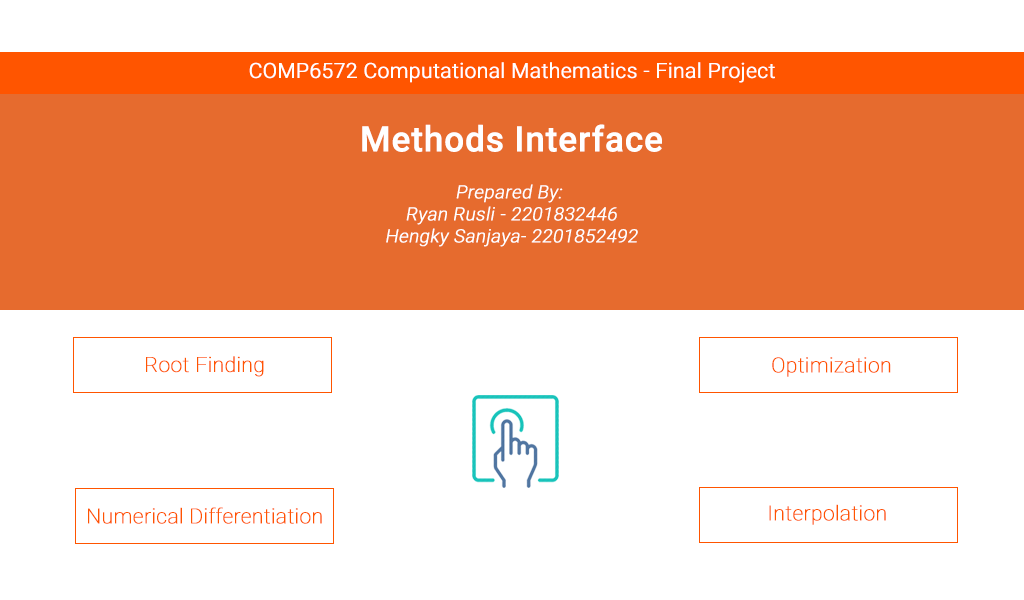 COMP6572 Computational Mathematics - Final Project
Methods Interface
Prepared By:
Ryan Rusli - 2201832446
Hengky Sanjaya- 2201852492
Root Finding
Optimization
Numerical Differentiation
Interpolation